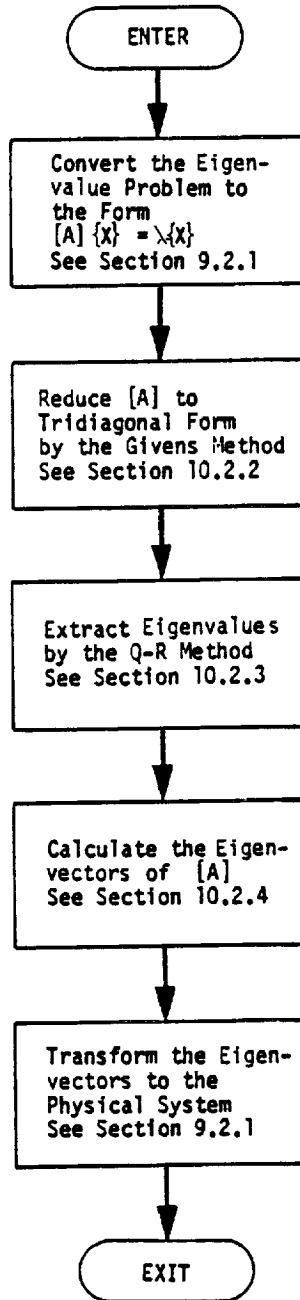 ENTER
Convert the Eigen-
value Problem to
the Form
[A] {X} = λ{X}
See Section 9.2.1
Reduce [A] to
Tridiagonal Form
by the Givens Method
See Section 10.2.2
Extract Eigenvalues
by the Q-R Method
See Section 10.2.3
Calculate the Eigen-
vectors of [A]
See Section 10.2.4
Transform the Eigen-
vectors to the
Physical System
See Section 9.2.1
EXIT